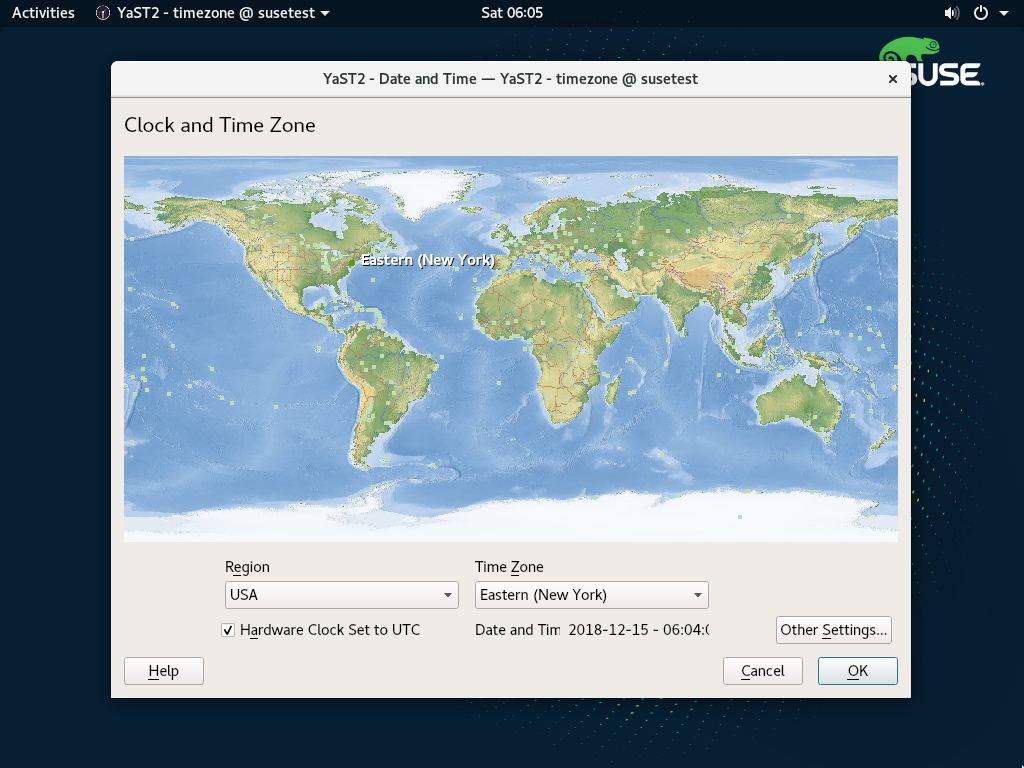 Activities YaST2 - timezone @ susetest Sat 06:05
SUSE
YaST2 - Date and Time — YaST2 - timezone @ susetest
Clock and Time Zone
Eastern (New York)
Region Time Zone
USA Eastern (New York)
Hardware Clock Set to UTC Date and Tim 2018-12-15 - 06:04:0 Other Settings...
Help Cancel OK